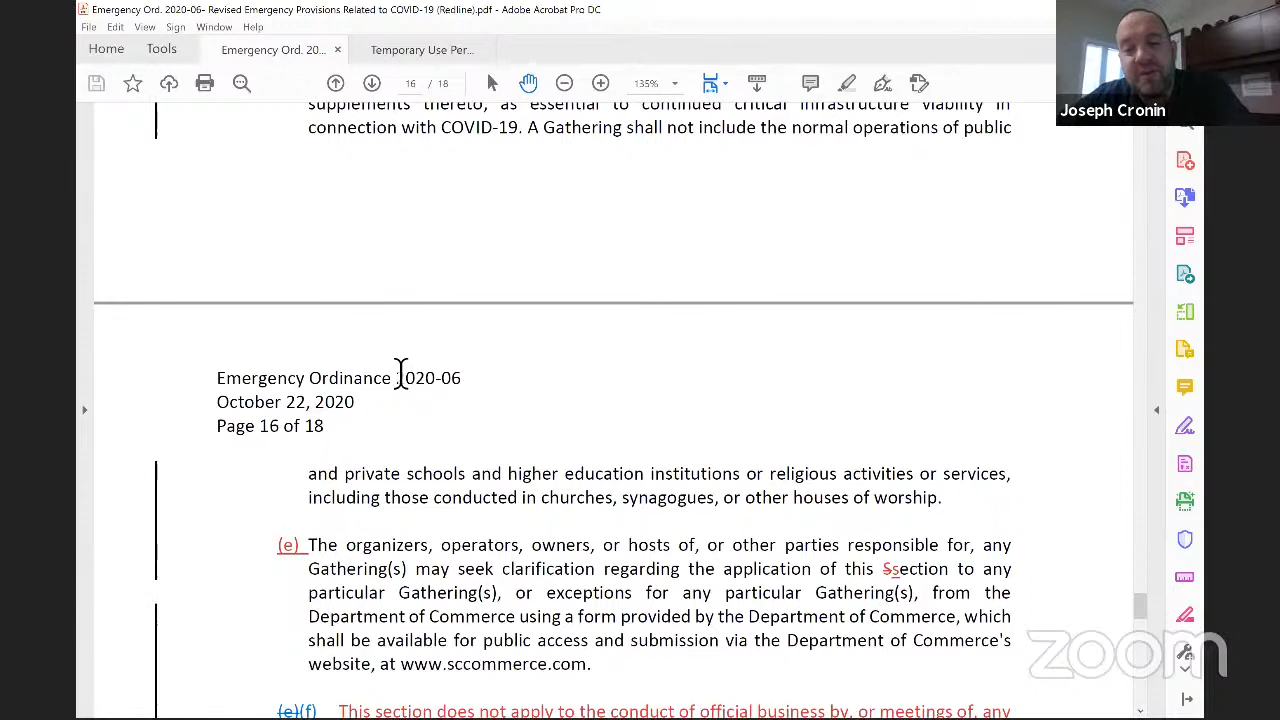 Emergency Ord. 2020-06- Revised Emergency Provisions Related to COVID-19 (Redline).pdf - Adobe Acrobat Pro DC
File Edit View Sign Window Help
Home Tools Emergency Ord. 20... × Temporary Use Per...
16 / 18 135%
Joseph Cronin
supplements thereto, as essential to continued critical infrastructure viability in
connection with COVID-19. A Gathering shall not include the normal operations of public
Emergency Ordinance 2020-06
October 22, 2020
Page 16 of 18
and private schools and higher education institutions or religious activities or services,
including those conducted in churches, synagogues, or other houses of worship.
(e) The organizers, operators, owners, or hosts of, or other parties responsible for, any
Gathering(s) may seek clarification regarding the application of this Ssection to any
particular Gathering(s), or exceptions for any particular Gathering(s), from the
Department of Commerce using a form provided by the Department of Commerce, which
shall be available for public access and submission via the Department of Commerce's
website, at www.sccommerce.com.
(e)(f) This section does not apply to the conduct of official business by, or meetings of, any
zoom